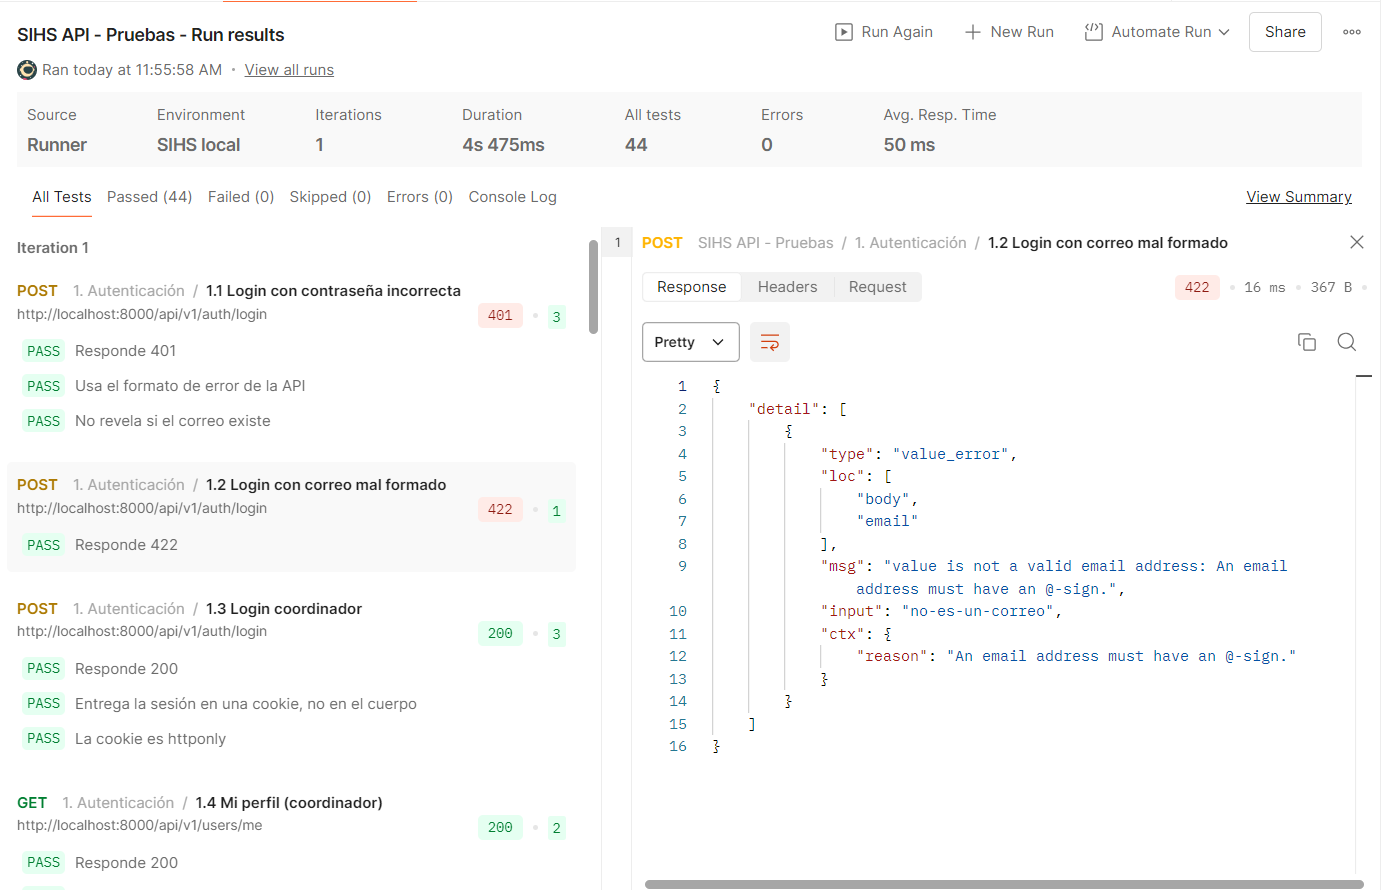 SIHS API - Pruebas - Run results
Run Again
New Run
Automate Run
Share
Ran today at 11:55:58 AM · View all runs
Source Environment Iterations Duration All tests Errors Avg. Resp. Time
Runner SIHS local 1 4s 475ms 44 0 50 ms
All Tests Passed (44) Failed (0) Skipped (0) Errors (0) Console Log
View Summary
Iteration 1
POST 1. Autenticación / 1.1 Login con contraseña incorrecta
http://localhost:8000/api/v1/auth/login
401 3
PASS Responde 401
PASS Usa el formato de error de la API
PASS No revela si el correo existe
POST 1. Autenticación / 1.2 Login con correo mal formado
http://localhost:8000/api/v1/auth/login
422 1
PASS Responde 422
POST 1. Autenticación / 1.3 Login coordinador
http://localhost:8000/api/v1/auth/login
200 3
PASS Responde 200
PASS Entrega la sesión en una cookie, no en el cuerpo
PASS La cookie es httponly
GET 1. Autenticación / 1.4 Mi perfil (coordinador)
http://localhost:8000/api/v1/users/me
200 2
PASS Responde 200
1
POST SIHS API - Pruebas / 1. Autenticación / 1.2 Login con correo mal formado
Response Headers Request
422 16 ms 367 B
Pretty
1 {
2 "detail": [
3 {
4 "type": "value_error",
5 "loc": [
6 "body",
7 "email"
8 ],
9 "msg": "value is not a valid email address: An email
address must have an @-sign.",
10 "input": "no-es-un-correo",
11 "ctx": {
12 "reason": "An email address must have an @-sign."
13 }
14 }
15 ]
16 }